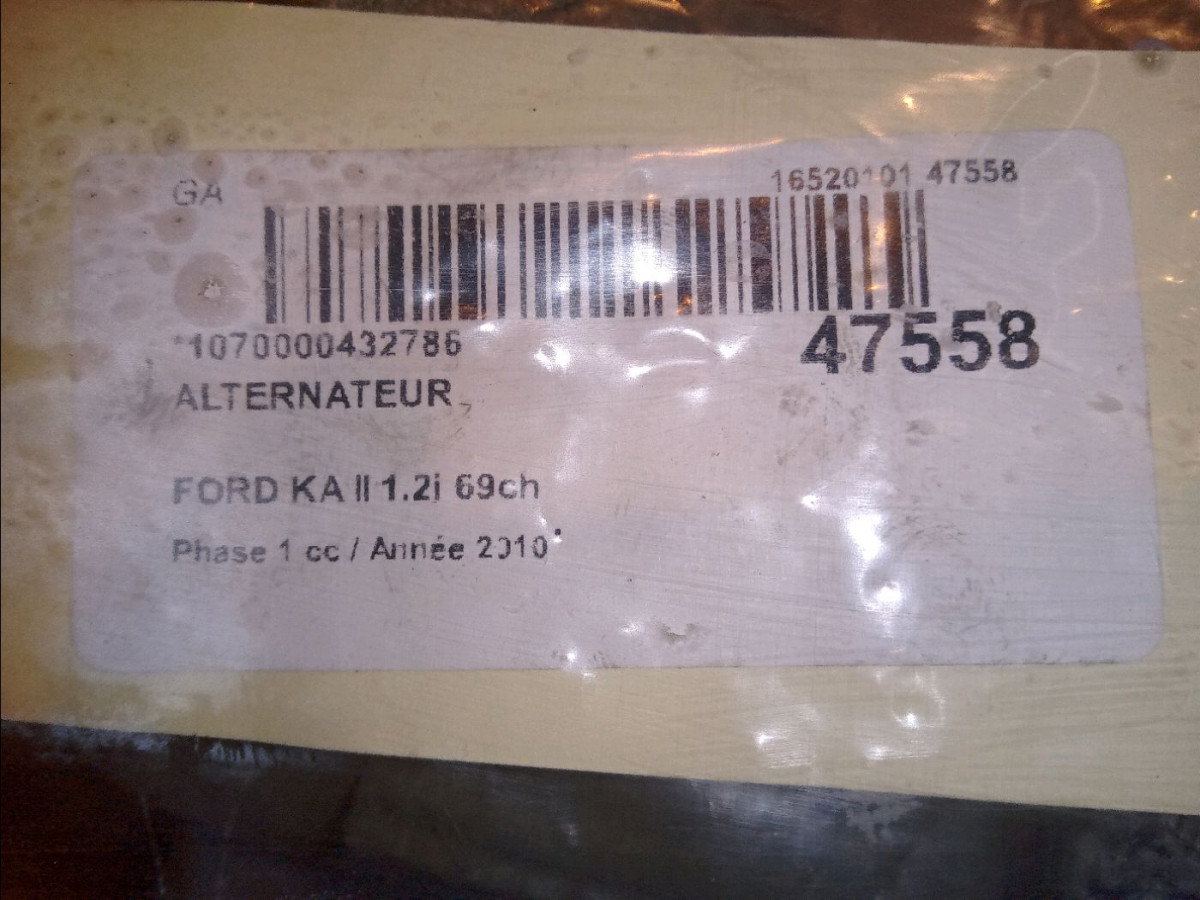 GA
16520101 47558
*1070000432786
47558
ALTERNATEUR
FORD KA II 1.2i 69ch
Phase 1 cc / Année 2010*